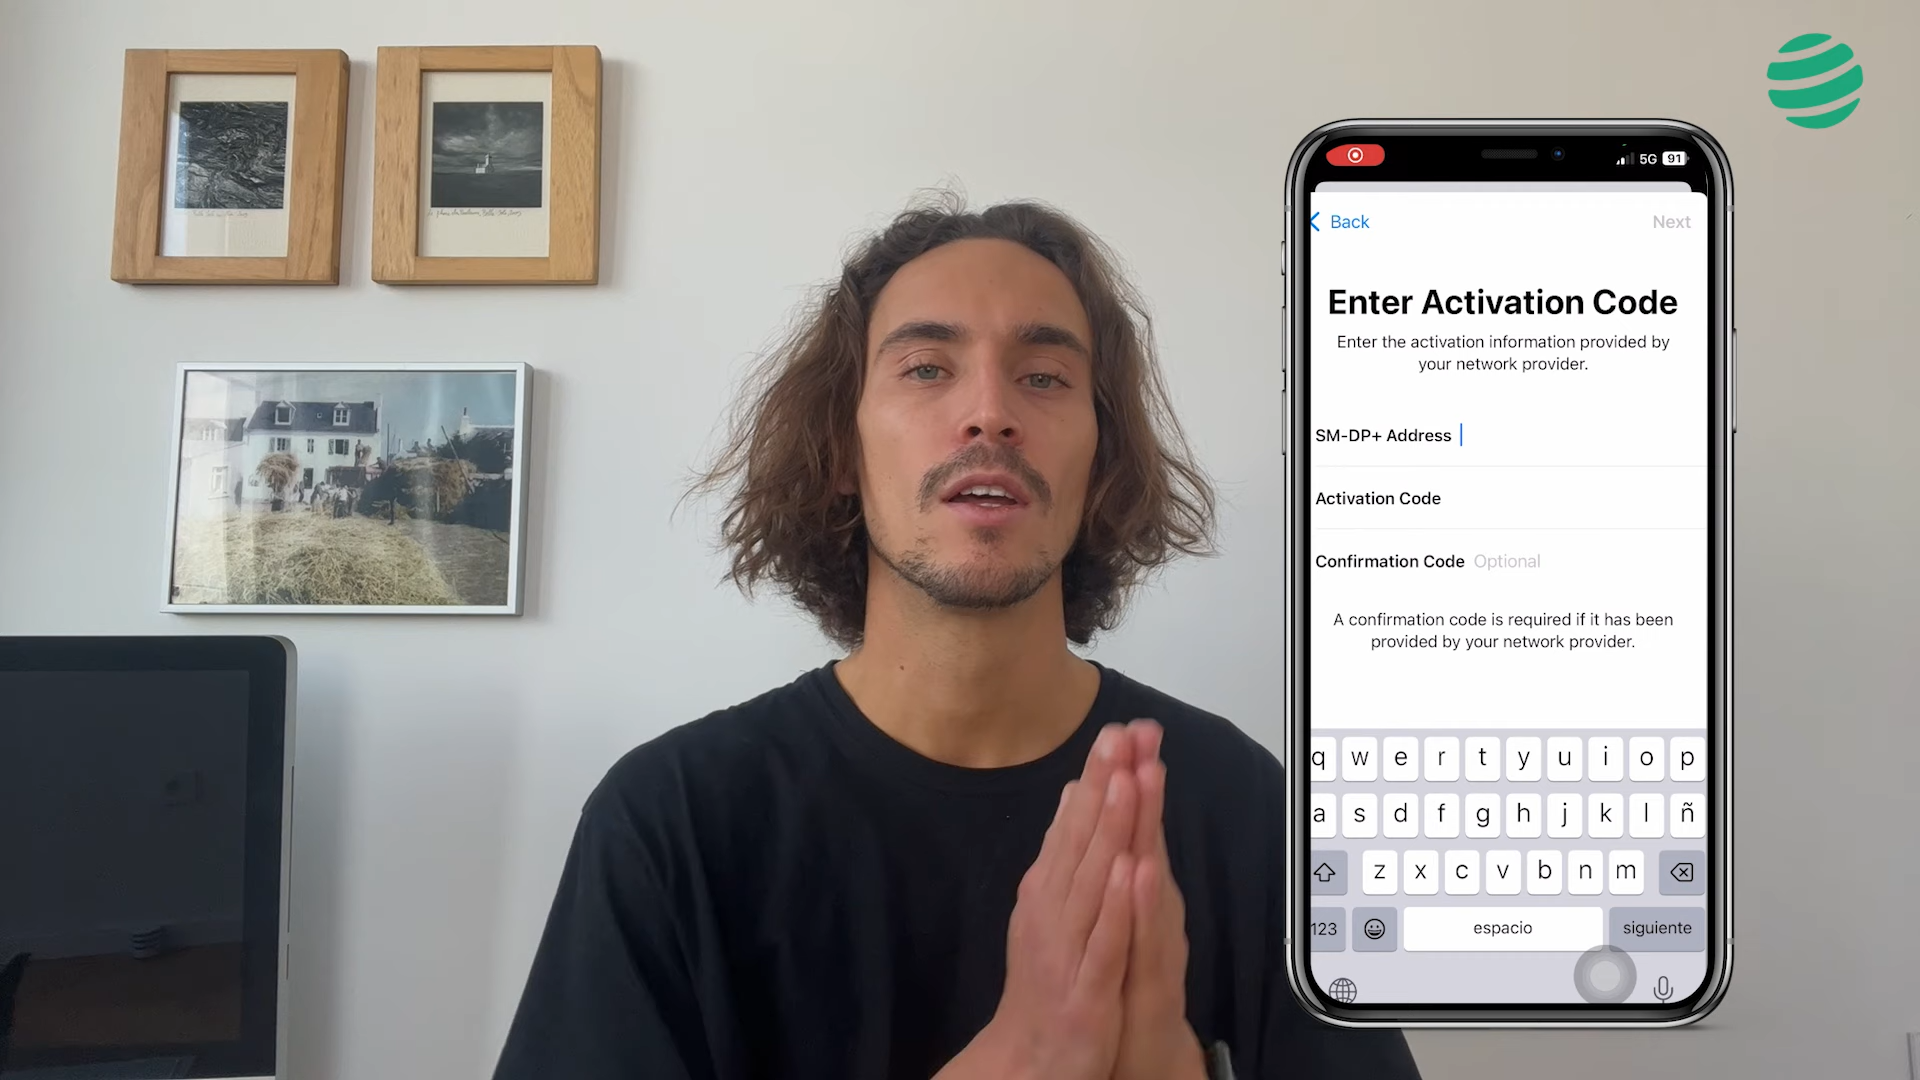 5G 91
Back Next
Enter Activation Code
Enter the activation information provided by
your network provider.
SM-DP+ Address
Activation Code
Confirmation Code Optional
A confirmation code is required if it has been
provided by your network provider.
q w e r t y u i o p
a s d f g h j k l ñ
z x c v b n m
123 espacio siguiente